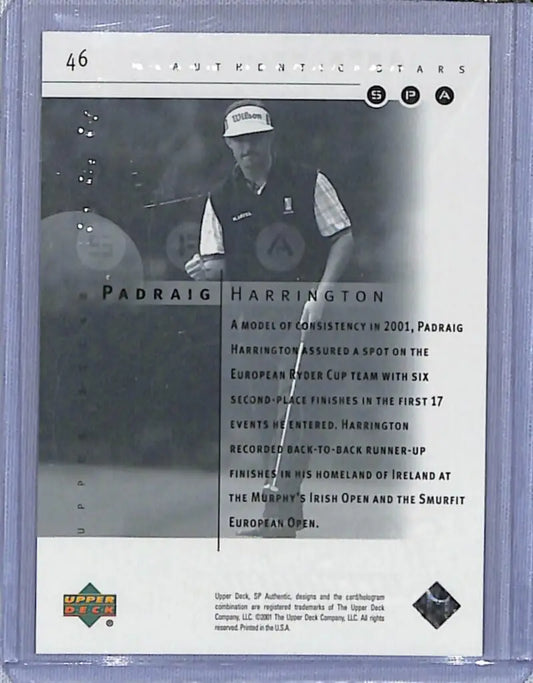 46
AUTHENTIC STARS
S P A
Wilson
S P A
PADRAIG HARRINGTON
A MODEL OF CONSISTENCY IN 2001, PADRAIG
HARRINGTON ASSURED A SPOT ON THE
EUROPEAN RYDER CUP TEAM WITH SIX
SECOND-PLACE FINISHES IN THE FIRST 17
EVENTS HE ENTERED. HARRINGTON
RECORDED BACK-TO-BACK RUNNER-UP
FINISHES IN HIS HOMELAND OF IRELAND AT
THE MURPHY'S IRISH OPEN AND THE SMURFIT
EUROPEAN OPEN.
UPPER DECK
®
Upper Deck, SP Authentic, designs and the card/hologram
combination are registered trademarks of The Upper Deck
Company, LLC. ©2001 The Upper Deck Company, LLC. All rights
reserved. Printed in the U.S.A.